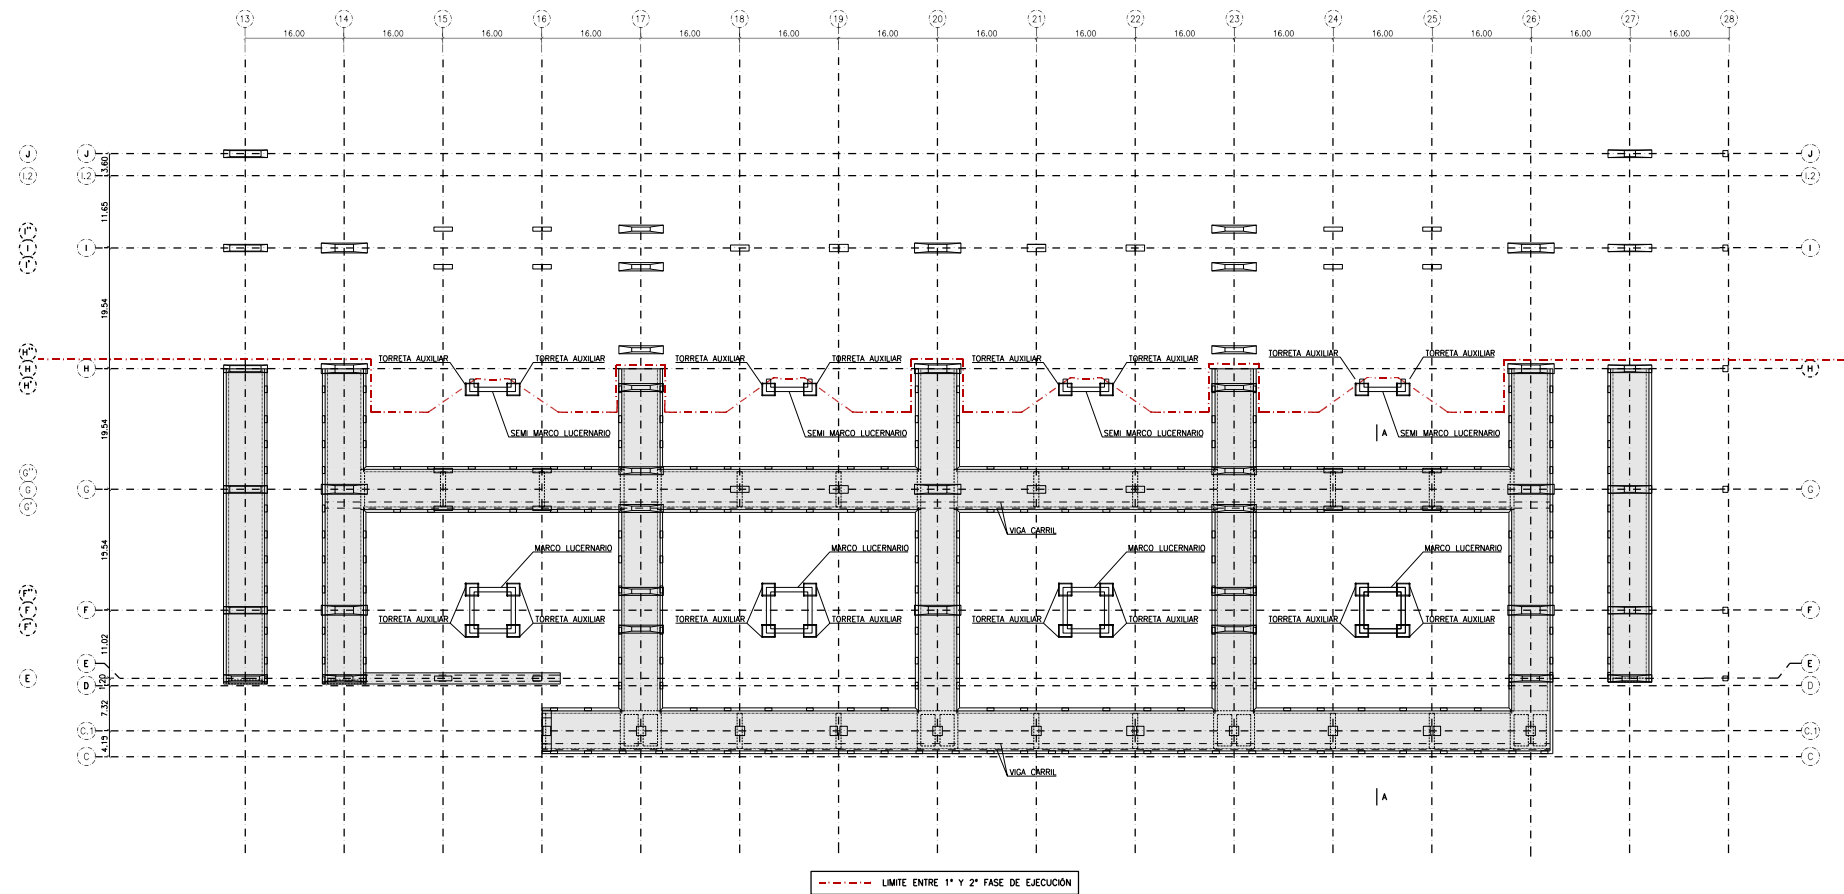 13 14 15 16 17 18 19 20 21 22 23 24 25 26 27 28
16.00 16.00 16.00 16.00 16.00 16.00 16.00 16.00 16.00 16.00 16.00 16.00 16.00 16.00 16.00
J J J
3.60
I.2 I.2 I.2
11.65
I" I I I
I'
19.54
H" TORRETA AUXILIAR TORRETA AUXILIAR TORRETA AUXILIAR TORRETA AUXILIAR TORRETA AUXILIAR TORRETA AUXILIAR TORRETA AUXILIAR TORRETA AUXILIAR
H H H
H'
19.54
SEMI MARCO LUCERNARIO SEMI MARCO LUCERNARIO SEMI MARCO LUCERNARIO A SEMI MARCO LUCERNARIO
G"
G G G
G'
VIGA CARRIL
19.54
MARCO LUCERNARIO MARCO LUCERNARIO MARCO LUCERNARIO MARCO LUCERNARIO
F"
F F F
TORRETA AUXILIAR TORRETA AUXILIAR TORRETA AUXILIAR TORRETA AUXILIAR TORRETA AUXILIAR TORRETA AUXILIAR TORRETA AUXILIAR TORRETA AUXILIAR
F'
11.02
E E
E
1.20
D D
7.32
C.1 C.1
4.19
C C
VIGA CARRIL
A
LIMITE ENTRE 1ª Y 2ª FASE DE EJECUCIÓN